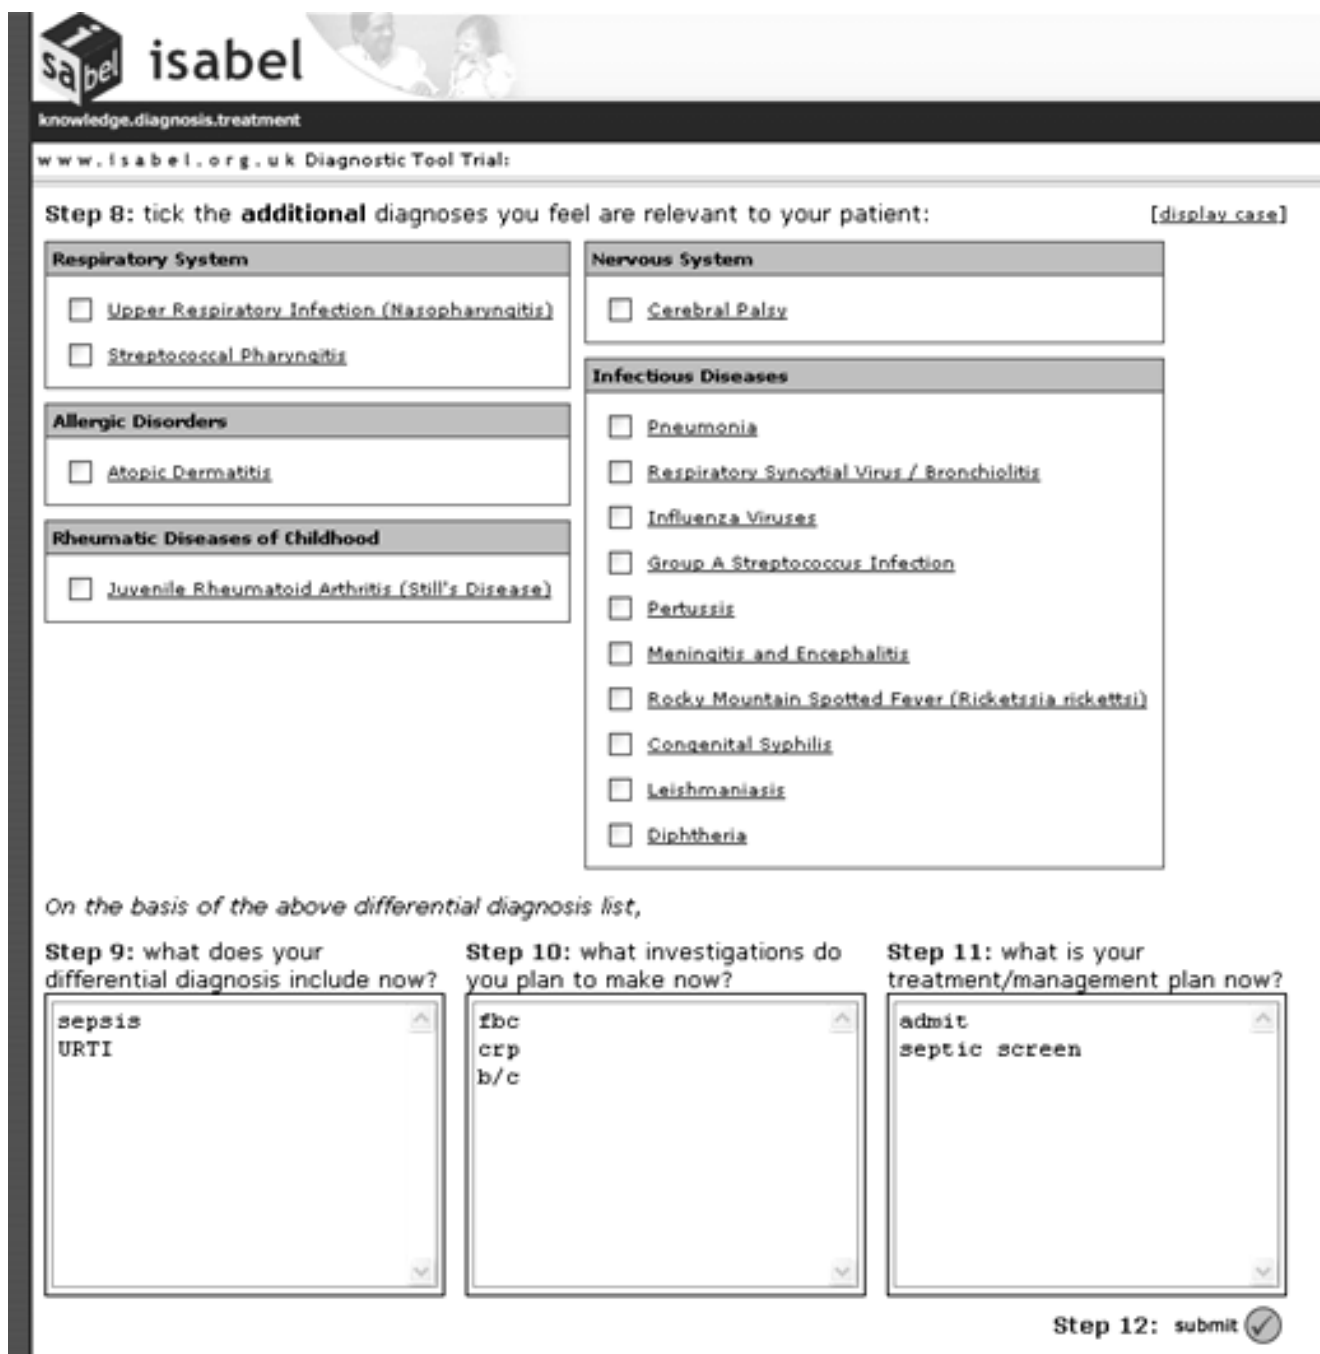 isabel
isabel
knowledge.diagnosis.treatment
www.isabel.org.uk Diagnostic Tool Trial:
Step 8: tick the additional diagnoses you feel are relevant to your patient:
[display case]
Respiratory System
Upper Respiratory Infection (Nasopharyngitis)
Streptococcal Pharyngitis
Allergic Disorders
Atopic Dermatitis
Rheumatic Diseases of Childhood
Juvenile Rheumatoid Arthritis (Still's Disease)
Nervous System
Cerebral Palsy
Infectious Diseases
Pneumonia
Respiratory Syncytial Virus / Bronchiolitis
Influenza Viruses
Group A Streptococcus Infection
Pertussis
Meningitis and Encephalitis
Rocky Mountain Spotted Fever (Ricketssia rickettsi)
Congenital Syphilis
Leishmaniasis
Diphtheria
On the basis of the above differential diagnosis list,
Step 9: what does your
differential diagnosis include now?
sepsis
URTI
Step 10: what investigations do
you plan to make now?
fbc
crp
b/c
Step 11: what is your
treatment/management plan now?
admit
septic screen
Step 12: submit